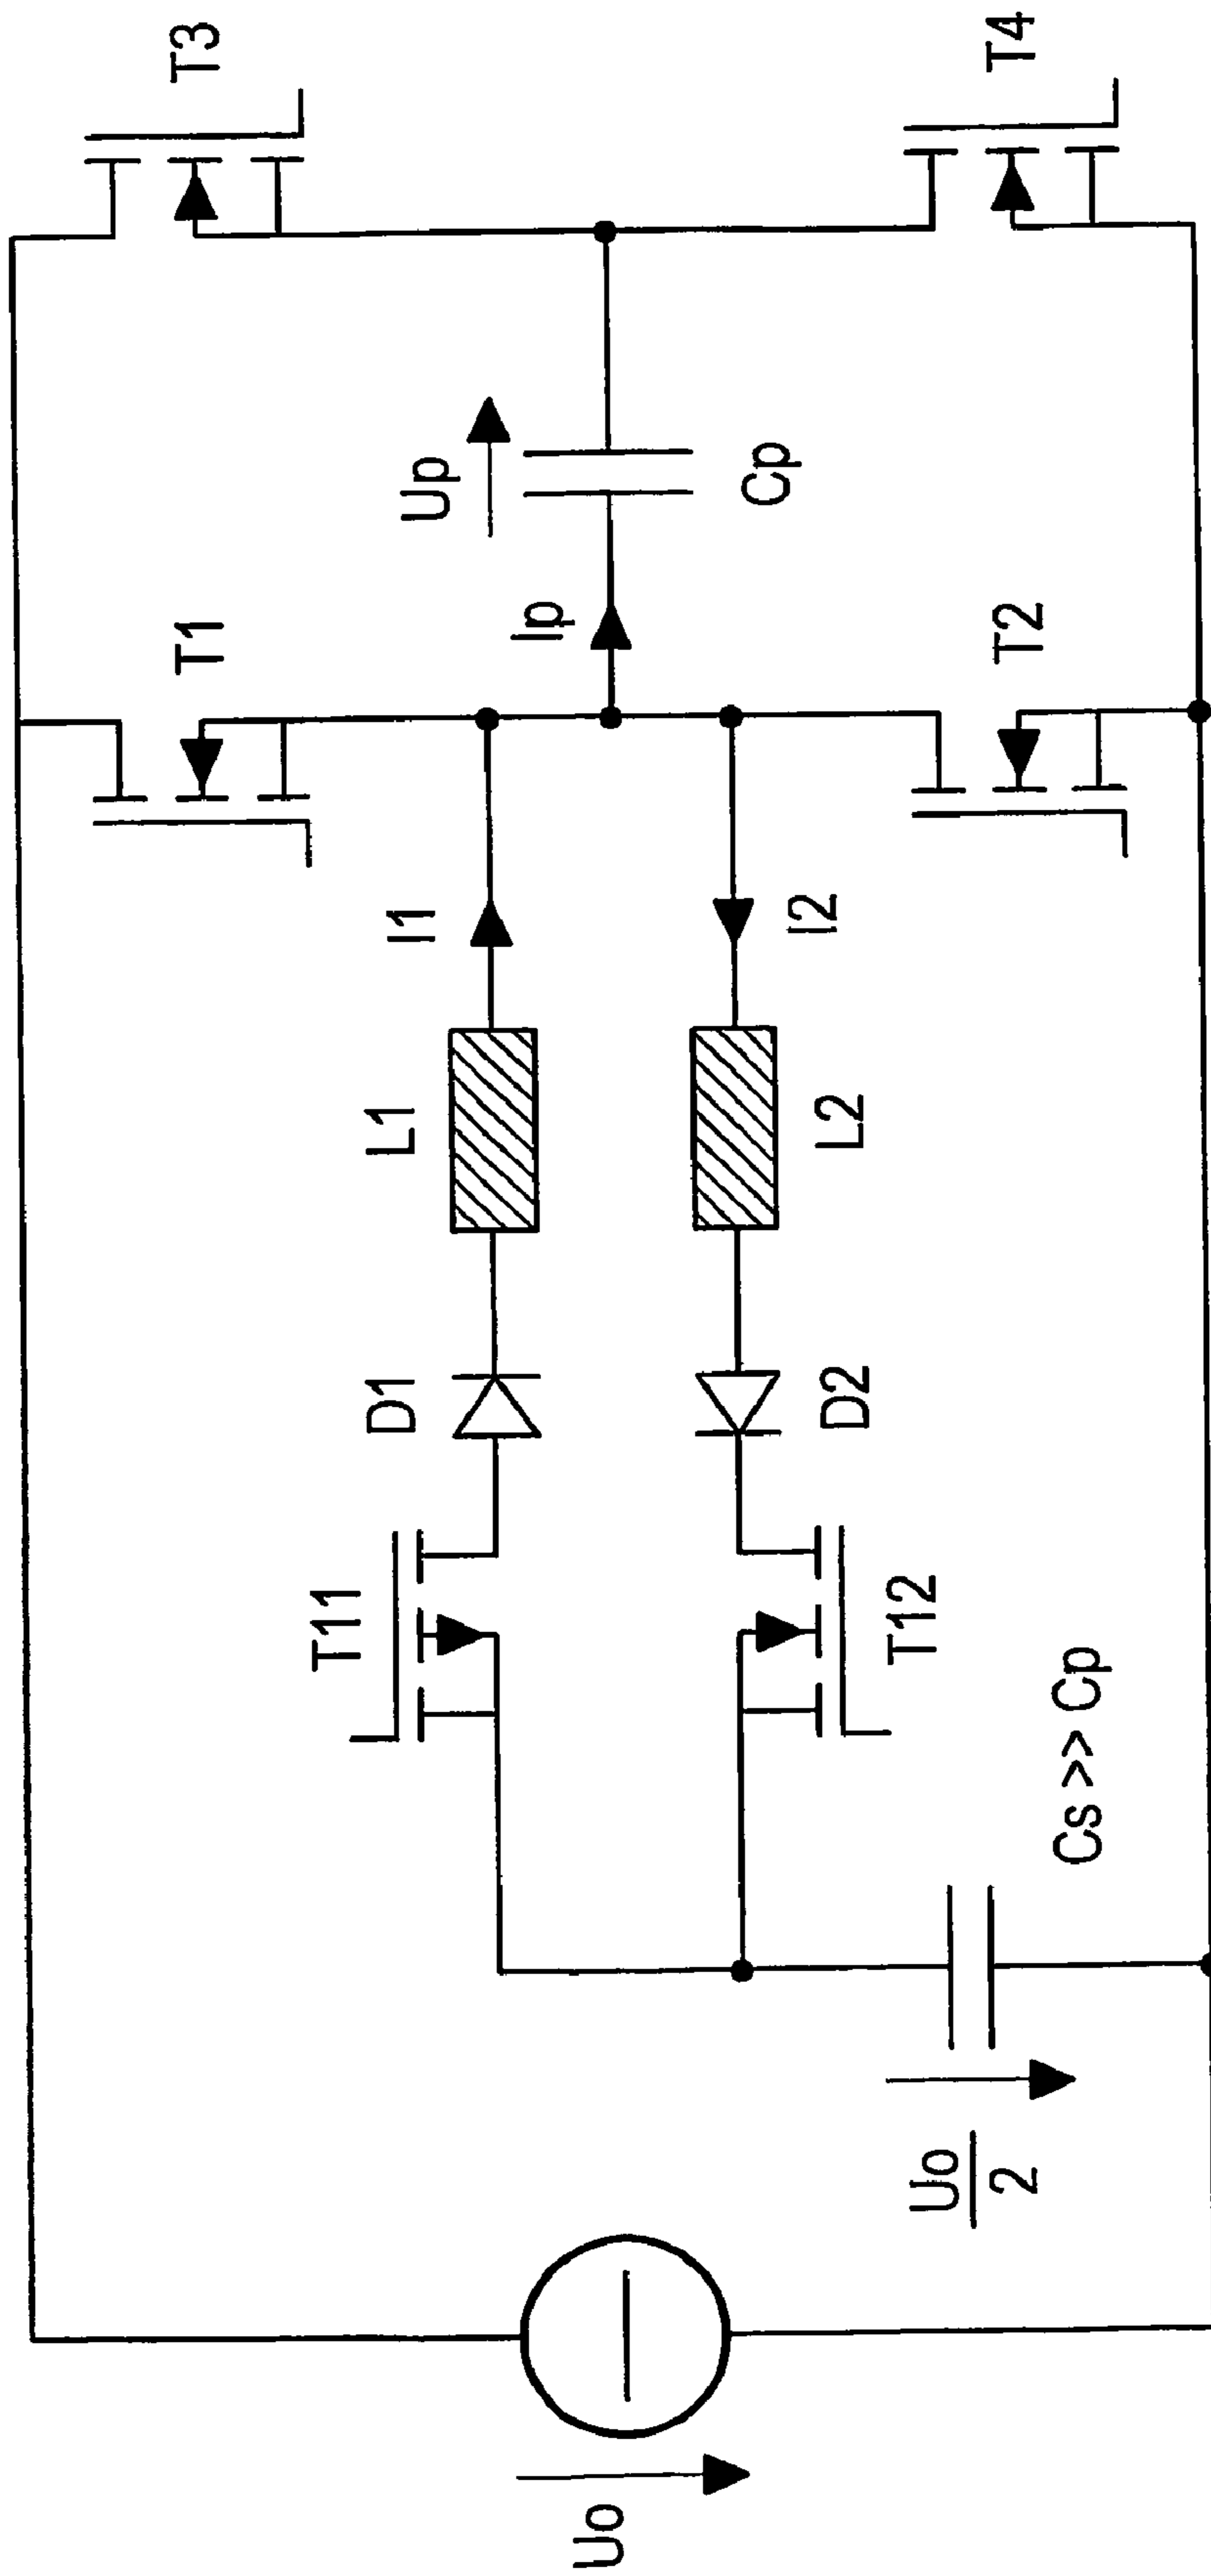 T3
T1
T4
T2
Up
Ip
Cp
I1
I2
L1
L2
D1
D2
T11
T12
Cs >> Cp
Uo
2
Uo